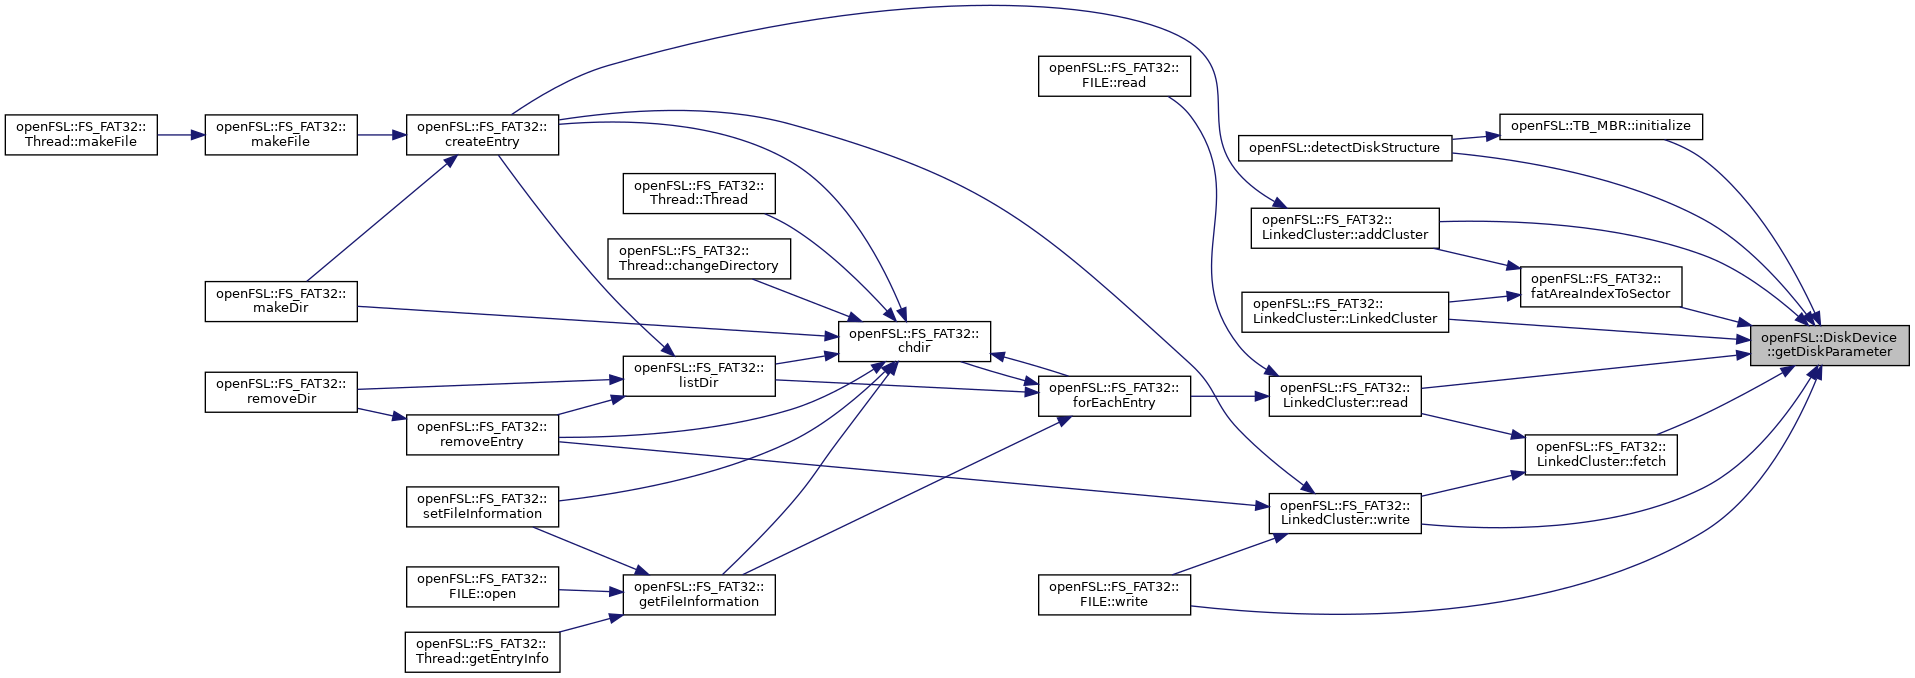 openFSL::FS_FAT32::
Thread::makeFile
openFSL::FS_FAT32::
makeFile
openFSL::FS_FAT32::
createEntry
openFSL::FS_FAT32::
makeDir
openFSL::FS_FAT32::
removeDir
openFSL::FS_FAT32::
removeEntry
openFSL::FS_FAT32::
setFileInformation
openFSL::FS_FAT32::
FILE::open
openFSL::FS_FAT32::
Thread::getEntryInfo
openFSL::FS_FAT32::
Thread::Thread
openFSL::FS_FAT32::
Thread::changeDirectory
openFSL::FS_FAT32::
listDir
openFSL::FS_FAT32::
getFileInformation
openFSL::FS_FAT32::
chdir
openFSL::FS_FAT32::
FILE::read
openFSL::FS_FAT32::
forEachEntry
openFSL::FS_FAT32::
FILE::write
openFSL::detectDiskStructure
openFSL::FS_FAT32::
LinkedCluster::addCluster
openFSL::FS_FAT32::
LinkedCluster::LinkedCluster
openFSL::FS_FAT32::
LinkedCluster::read
openFSL::FS_FAT32::
LinkedCluster::write
openFSL::TB_MBR::initialize
openFSL::FS_FAT32::
fatAreaIndexToSector
openFSL::FS_FAT32::
LinkedCluster::fetch
openFSL::DiskDevice
::getDiskParameter